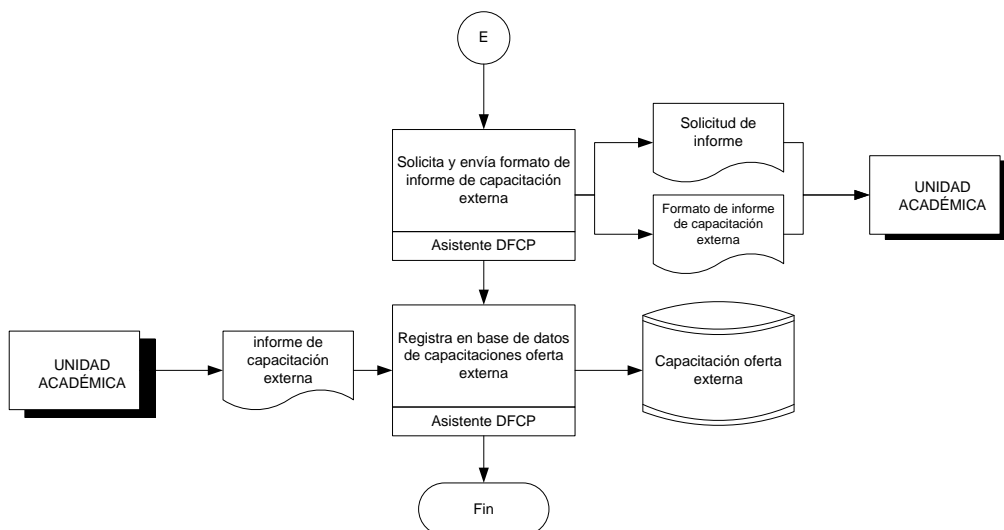 E
Solicita y envía formato de
informe de capacitación
externa
Asistente DFCP
Solicitud de
informe
Formato de informe
de capacitación
externa
UNIDAD
ACADÉMICA
UNIDAD
ACADÉMICA
informe de
capacitación
externa
Registra en base de datos
de capacitaciones oferta
externa
Asistente DFCP
Capacitación oferta
externa
Fin